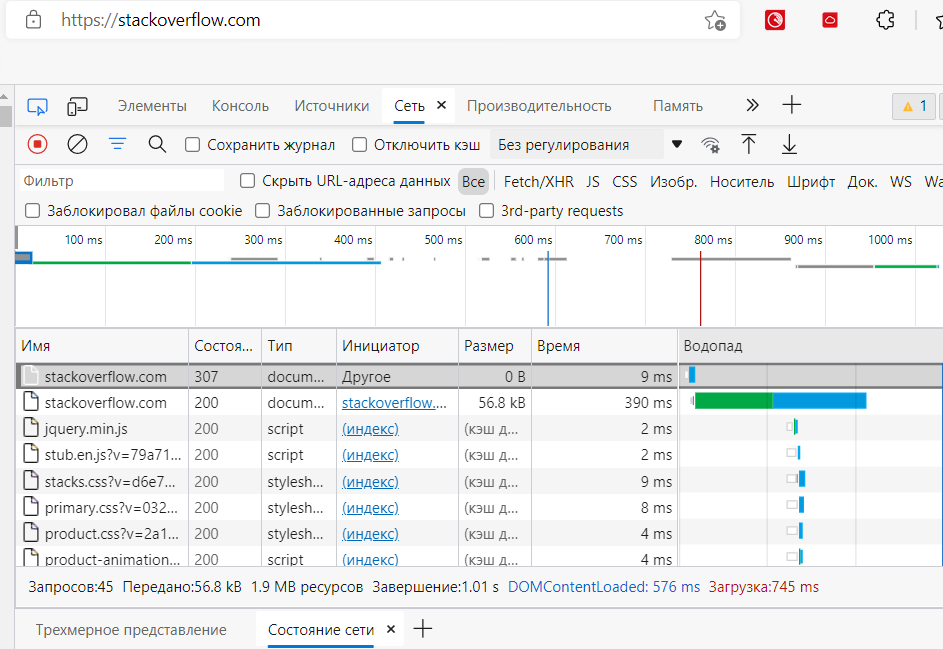 https://stackoverflow.com
Элементы Консоль Источники Сеть × Производительность Память » + 1
Сохранить журнал Отключить кэш Без регулирования
Фильтр Скрыть URL-адреса данных Все Fetch/XHR JS CSS Изобр. Носитель Шрифт Док. WS Wa
Заблокировал файлы cookie Заблокированные запросы 3rd-party requests
100 ms 200 ms 300 ms 400 ms 500 ms 600 ms 700 ms 800 ms 900 ms 1000 ms
Имя Состоя... Тип Инициатор Размер Время Водопад
stackoverflow.com 307 docum... Другое 0 B 9 ms
stackoverflow.com 200 docum... stackoverflow.... 56.8 kB 390 ms
jquery.min.js 200 script (индекс) (кэш д... 2 ms
stub.en.js?v=79a71... 200 script (индекс) (кэш д... 2 ms
stacks.css?v=d6e7... 200 stylesh... (индекс) (кэш д... 9 ms
primary.css?v=032... 200 stylesh... (индекс) (кэш д... 8 ms
product.css?v=2a1... 200 stylesh... (индекс) (кэш д... 4 ms
product-animation... 200 script (индекс) (кэш д... 4 ms
Запросов:45 Передано:56.8 kB 1.9 MB ресурсов Завершение:1.01 s DOMContentLoaded: 576 ms Загрузка:745 ms
Трехмерное представление Состояние сети × +